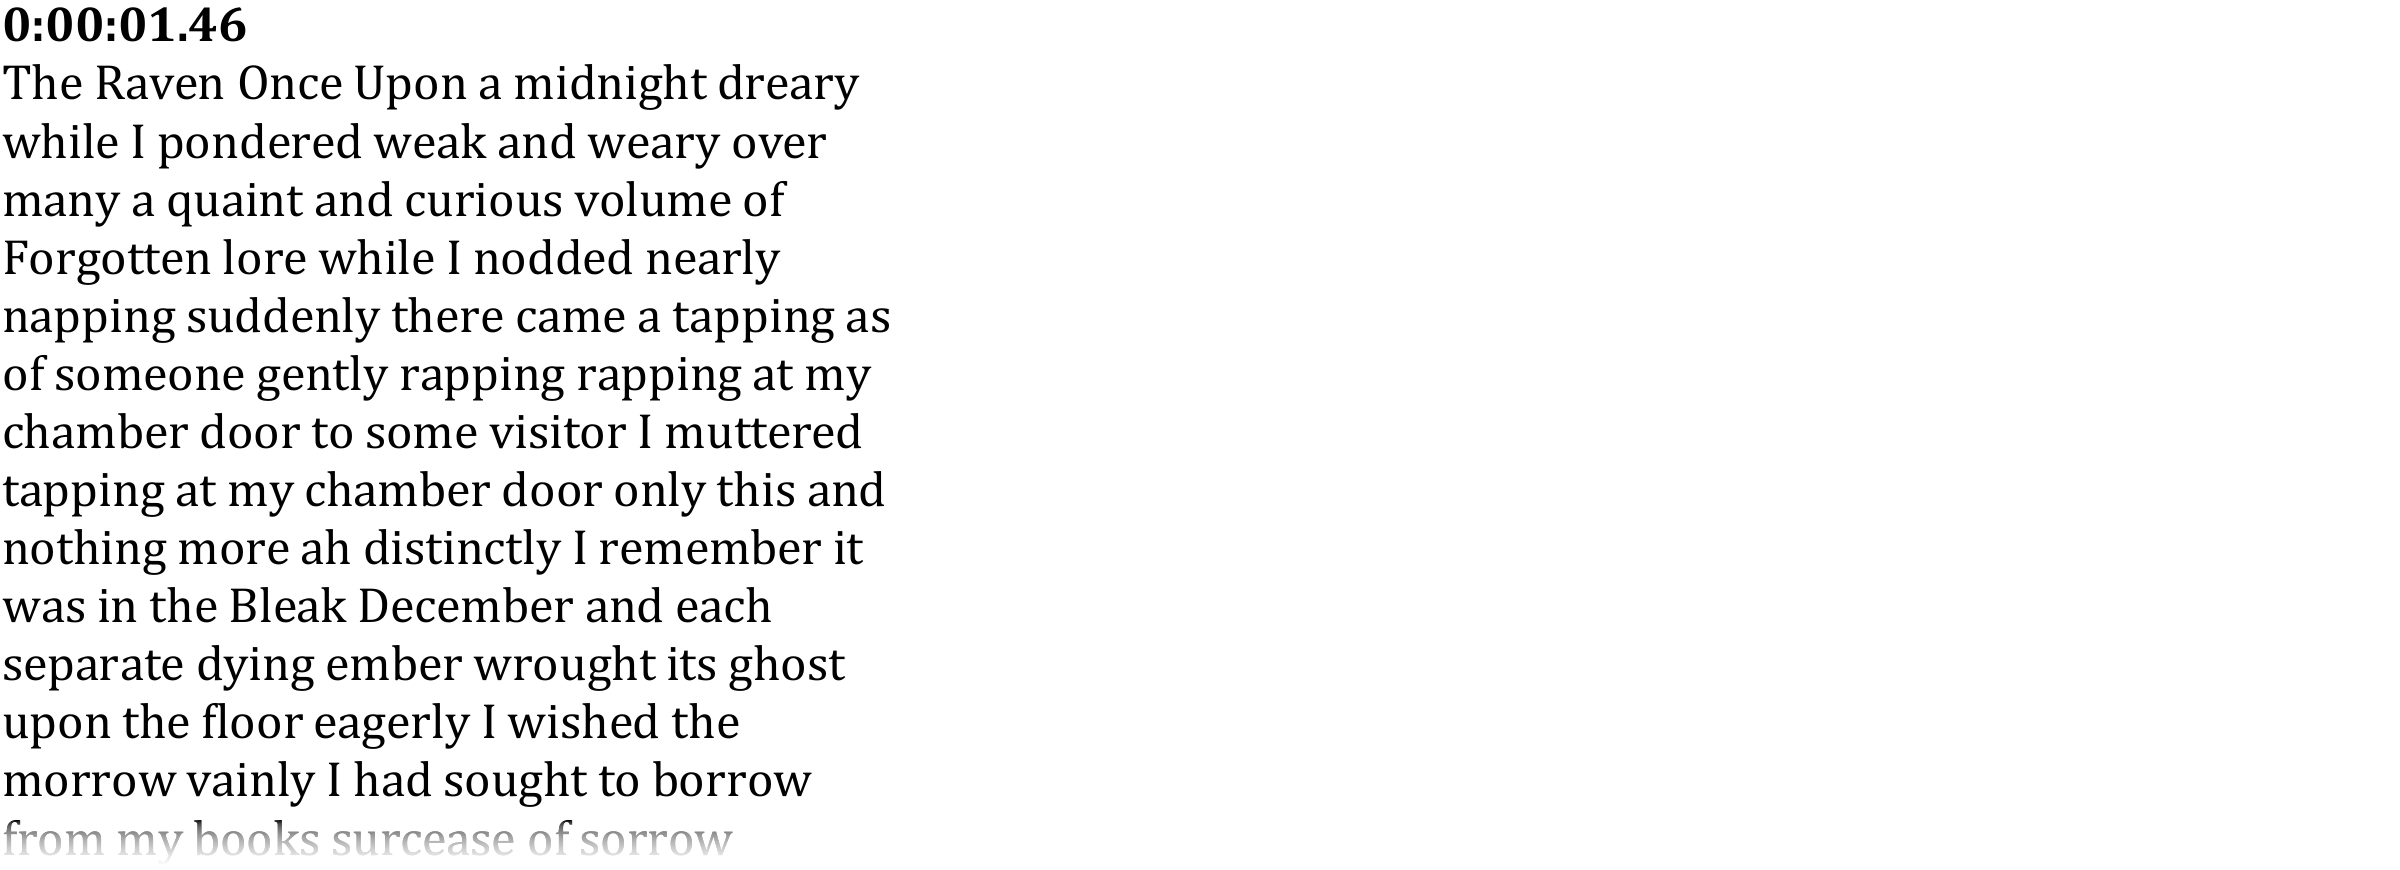 0:00:01.46
The Raven Once Upon a midnight dreary
while I pondered weak and weary over
many a quaint and curious volume of
Forgotten lore while I nodded nearly
napping suddenly there came a tapping as
of someone gently rapping rapping at my
chamber door to some visitor I muttered
tapping at my chamber door only this and
nothing more ah distinctly I remember it
was in the Bleak December and each
separate dying ember wrought its ghost
upon the floor eagerly I wished the
morrow vainly I had sought to borrow
from my books surcease of sorrow